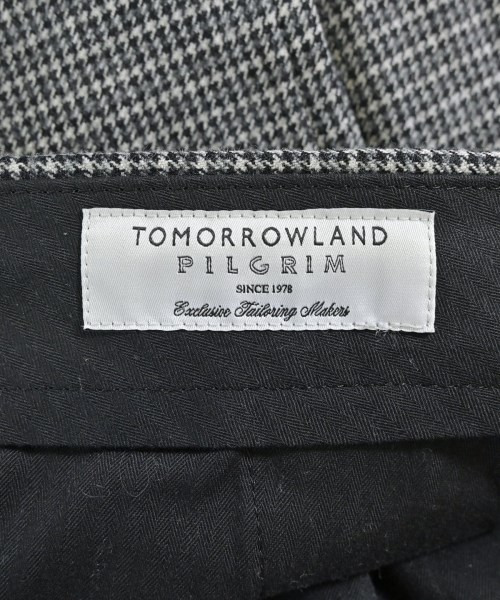 TOMORROWLAND
PILGRIM
SINCE 1978
Exclusive Tailoring Makers